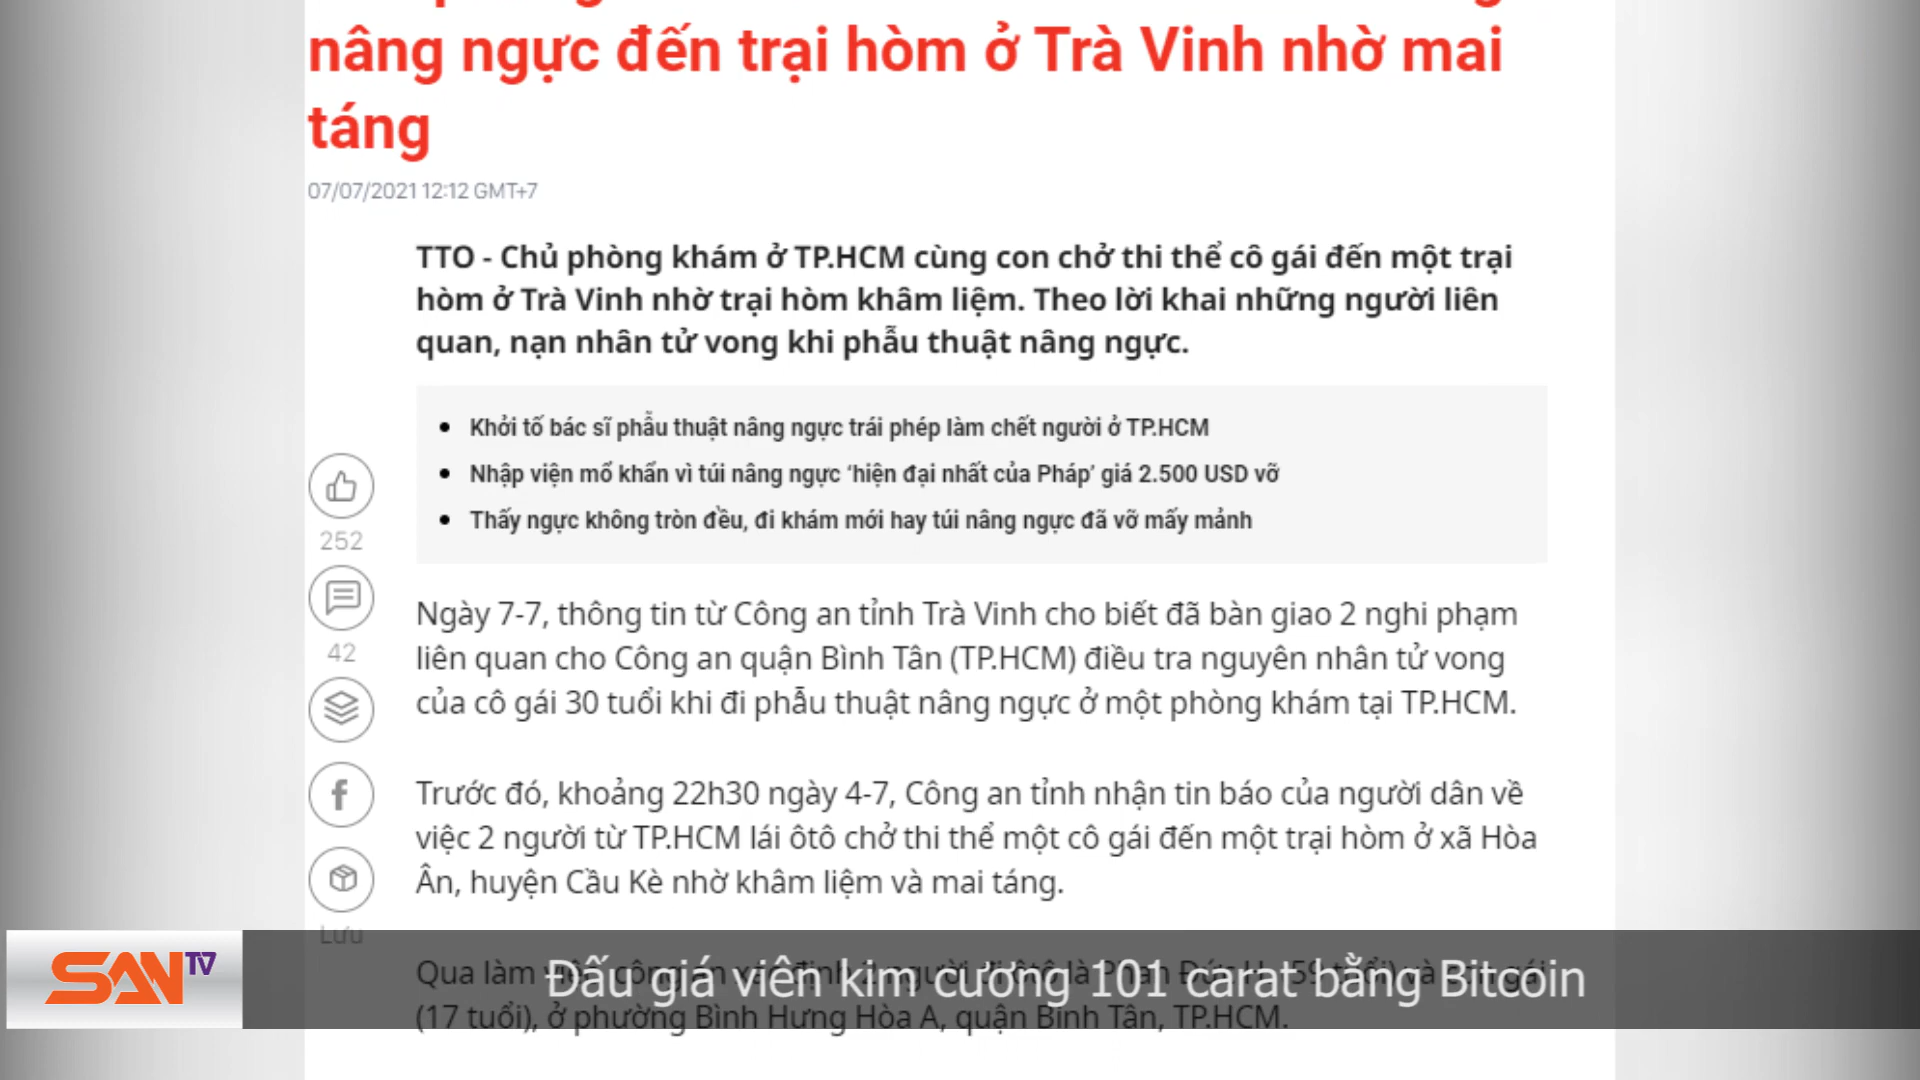 nâng ngực đến trại hòm ở Trà Vinh nhờ mai
táng
07/07/2021 12:12 GMT+7
TTO - Chủ phòng khám ở TP.HCM cùng con chở thi thể cô gái đến một trại
hòm ở Trà Vinh nhờ trại hòm khâm liệm. Theo lời khai những người liên
quan, nạn nhân tử vong khi phẫu thuật nâng ngực.
Khởi tố bác sĩ phẫu thuật nâng ngực trái phép làm chết người ở TP.HCM
Nhập viện mổ khẩn vì túi nâng ngực ‘hiện đại nhất của Pháp’ giá 2.500 USD vỡ
Thấy ngực không tròn đều, đi khám mới hay túi nâng ngực đã vỡ mấy mảnh
252
42
Lưu
Ngày 7-7, thông tin từ Công an tỉnh Trà Vinh cho biết đã bàn giao 2 nghi phạm
liên quan cho Công an quận Bình Tân (TP.HCM) điều tra nguyên nhân tử vong
của cô gái 30 tuổi khi đi phẫu thuật nâng ngực ở một phòng khám tại TP.HCM.
Trước đó, khoảng 22h30 ngày 4-7, Công an tỉnh nhận tin báo của người dân về
việc 2 người từ TP.HCM lái ôtô chở thi thể một cô gái đến một trại hòm ở xã Hòa
Ân, huyện Cầu Kè nhờ khâm liệm và mai táng.
Qua làm
(17 tuổi), ở phường Bình Hưng Hòa A, quận Bình Tân, TP.HCM.
SAN TV
Đấu giá viên kim cương 101 carat bằng Bitcoin